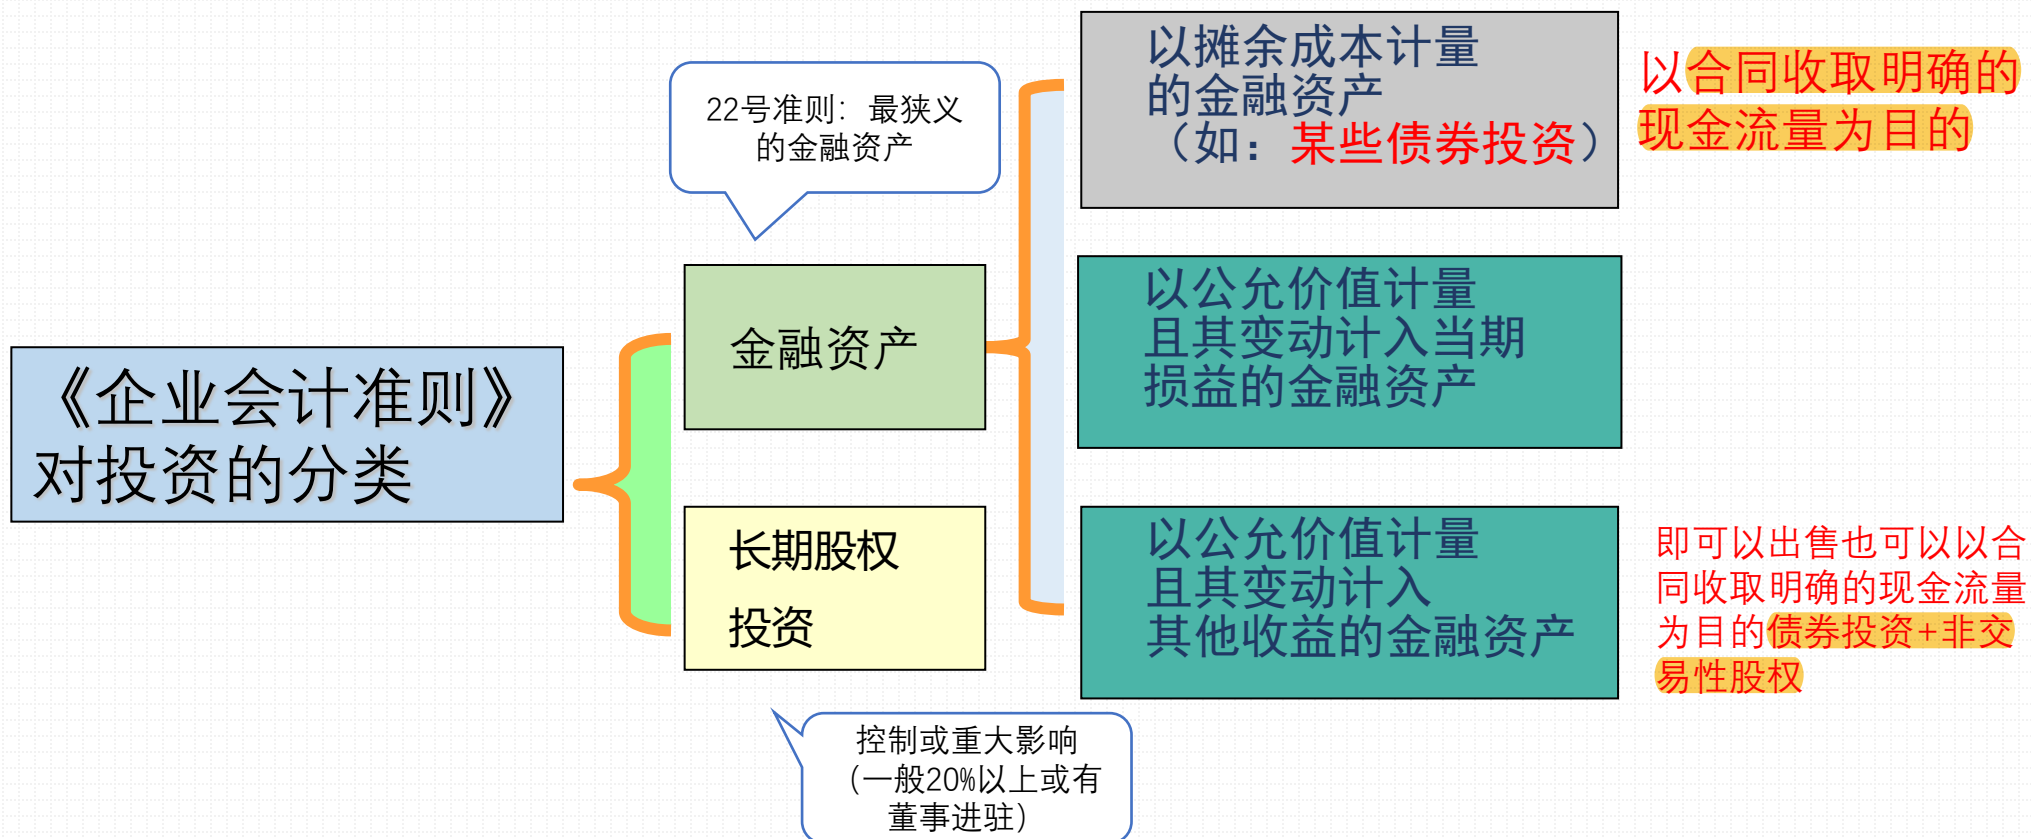 《企业会计准则》
对投资的分类
22号准则：最狭义
的金融资产
金融资产
长期股权
投资
控制或重大影响
（一般20%以上或有
董事进驻）
以摊余成本计量
的金融资产
（如：某些债券投资）
以合同收取明确的
现金流量为目的
以公允价值计量
且其变动计入当期
损益的金融资产
以公允价值计量
且其变动计入
其他收益的金融资产
即可以出售也可以以合
同收取明确的现金流量
为目的债券投资+非交
易性股权